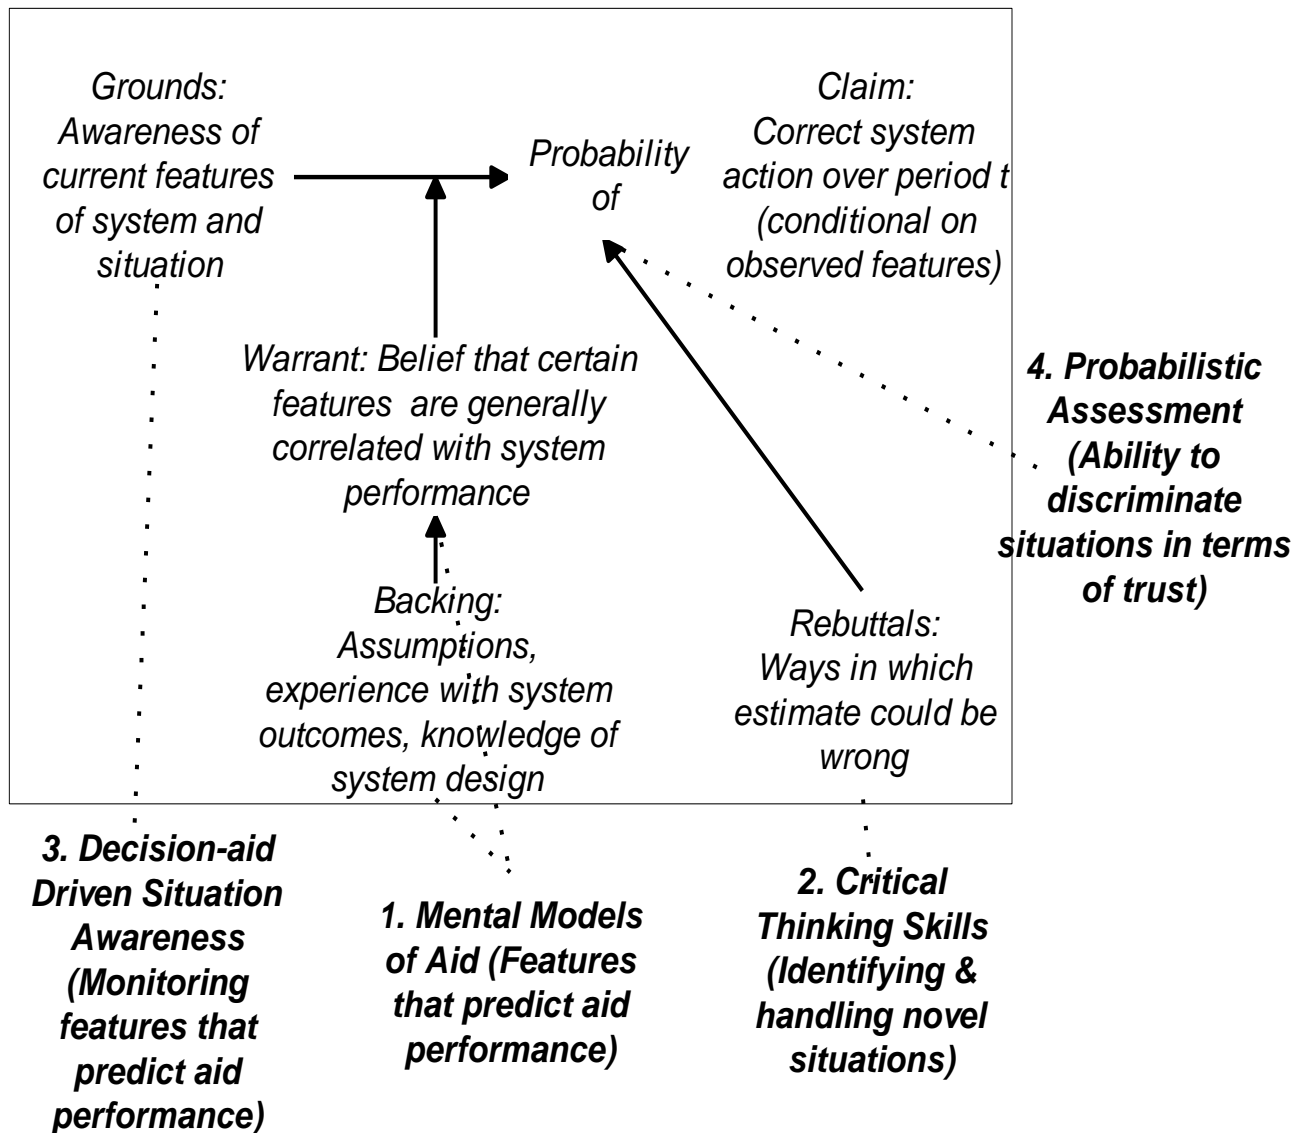 Grounds:
Awareness of
current features
of system and
situation
Probability
of
Claim:
Correct system
action over period t
(conditional on
observed features)
Warrant: Belief that certain
features are generally
correlated with system
performance
Backing:
Assumptions,
experience with system
outcomes, knowledge of
system design
Rebuttals:
Ways in which
estimate could be
wrong
4. Probabilistic
Assessment
(Ability to
discriminate
situations in terms
of trust)
3. Decision-aid
Driven Situation
Awareness
(Monitoring
features that
predict aid
performance)
1. Mental Models
of Aid (Features
that predict aid
performance)
2. Critical
Thinking Skills
(Identifying &
handling novel
situations)